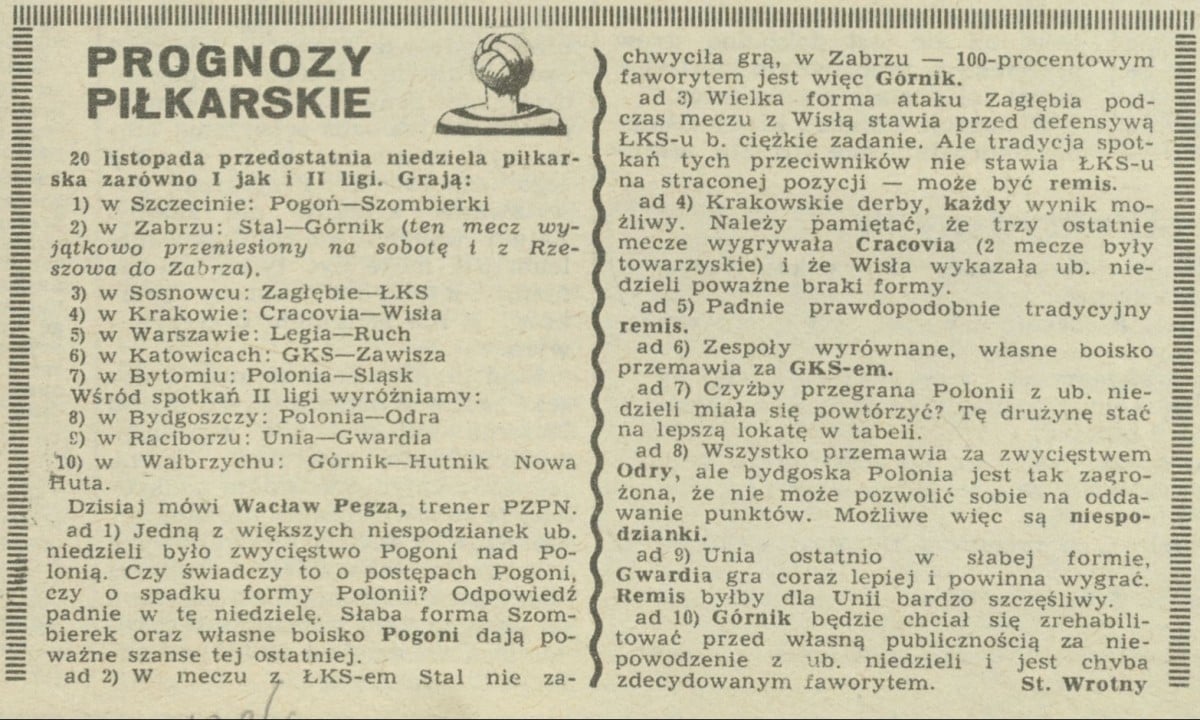 PROGNOZY
PIŁKARSKIE
20 listopada przedostatnia niedziela piłkar-
ska zarówno I jak i II ligi. Grają:
1) w Szczecinie: Pogoń—Szombierki
2) w Zabrzu: Stal—Górnik (ten mecz wy-
jątkowo przeniesiony na sobotę i z Rze-
szowa do Zabrza).
3) w Sosnowcu: Zagłębie—ŁKS
4) w Krakowie: Cracovia—Wisła
5) w Warszawie: Legia—Ruch
6) w Katowicach: GKS—Zawisza
7) w Bytomiu: Polonia—Sląsk
Wśród spotkań II ligi wyróżniamy:
8) w Bydgoszczy: Polonia—Odra
9) w Raciborzu: Unia—Gwardia
10) w Wałbrzychu: Górnik—Hutnik Nowa
Huta.
Dzisiaj mówi Wacław Pegza, trener PZPN.
ad 1) Jedną z większych niespodzianek ub.
niedzieli było zwycięstwo Pogoni nad Po-
lonią. Czy świadczy to o postępach Pogoni,
czy o spadku formy Polonii? Odpowiedź
padnie w tę niedzielę. Słaba forma Szom-
bierek oraz własne boisko Pogoni dają po-
ważne szanse tej ostatniej.
ad 2) W meczu z ŁKS-em Stal nie za-
chwyciła grą, w Zabrzu — 100-procentowym
faworytem jest więc Górnik.
ad 3) Wielka forma ataku Zagłębia pod-
czas meczu z Wisłą stawia przed defensywą
ŁKS-u b. ciężkie zadanie. Ale tradycja spot-
kań tych przeciwników nie stawia ŁKS-u
na straconej pozycji — może być remis.
ad 4) Krakowskie derby, każdy wynik mo-
żliwy. Należy pamiętać, że trzy ostatnie
mecze wygrywała Cracovia (2 mecze były
towarzyskie) i że Wisła wykazała ub. nie-
dzieli poważne braki formy.
ad 5) Padnie prawdopodobnie tradycyjny
remis.
ad 6) Zespoły wyrównane, własne boisko
przemawia za GKS-em.
ad 7) Czyżby przegrana Polonii z ub. nie-
dzieli miała się powtórzyć? Tę drużynę stać
na lepszą lokatę w tabeli.
ad 8) Wszystko przemawia za zwycięstwem
Odry, ale bydgoska Polonia jest tak zagro-
żona, że nie może pozwolić sobie na odda-
wanie punktów. Możliwe więc są niespo-
dzianki.
ad 9) Unia ostatnio w słabej formie,
Gwardia gra coraz lepiej i powinna wygrać.
Remis byłby dla Unii bardzo szczęśliwy.
ad 10) Górnik będzie chciał się zrehabili-
tować przed własną publicznością za nie-
powodzenie z ub. niedzieli i jest chyba
zdecydowanym faworytem. St. Wrotny